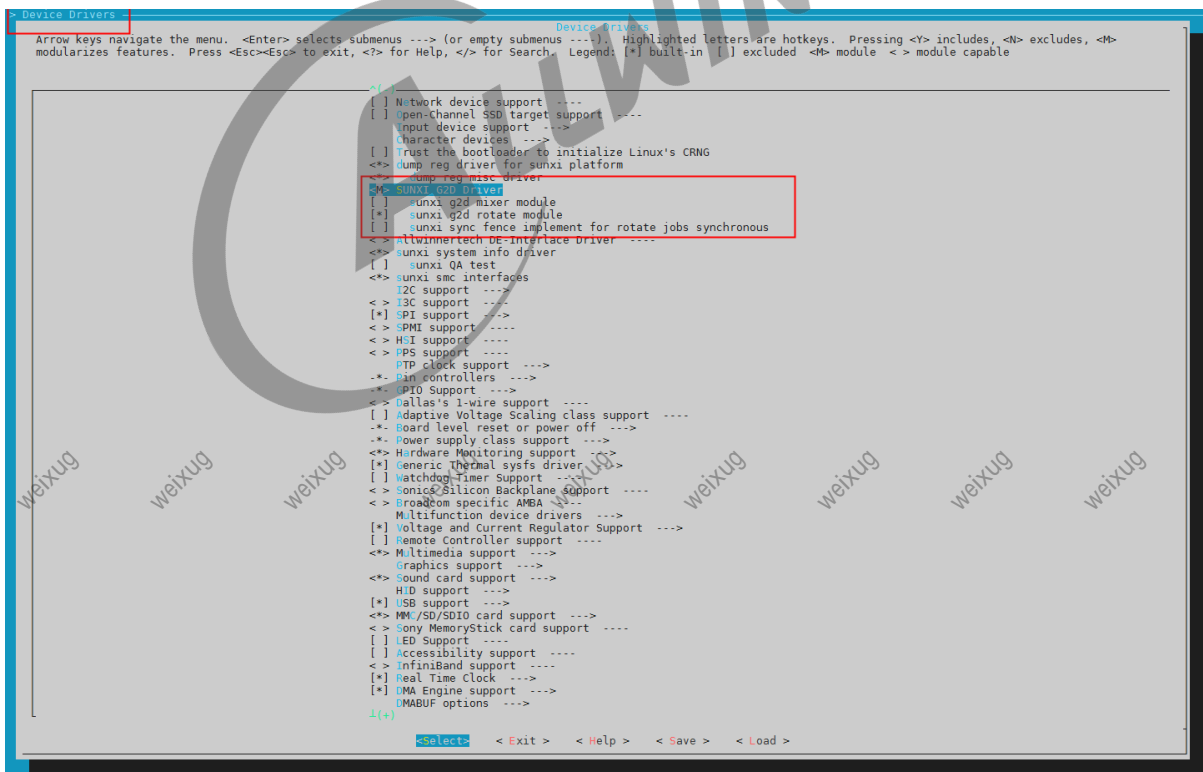 > Device Drivers
Device Drivers
Arrow keys navigate the menu. <Enter> selects submenus ---> (or empty submenus ----). Highlighted letters are hotkeys. Pressing <Y> includes, <N> excludes, <M>
modularizes features. Press <Esc><Esc> to exit, <?> for Help, </> for Search. Legend: [*] built-in [ ] excluded <M> module < > module capable
^(-)
[ ] Network device support ----
[ ] Open-Channel SSD target support ----
Input device support --->
Character devices --->
[ ] Trust the bootloader to initialize Linux's CRNG
<*> dump reg driver for sunxi platform
<*> dump reg misc driver
<M> SUNXI G2D Driver
[ ] sunxi g2d mixer module
[*] sunxi g2d rotate module
[ ] sunxi sync fence implement for rotate jobs synchronous
< > Allwinnertech DE-Interlace Driver ----
<*> sunxi system info driver
[ ] sunxi QA test
<*> sunxi smc interfaces
I2C support --->
< > I3C support ----
[*] SPI support --->
< > SPMI support ----
< > HSI support ----
< > PPS support ----
PTP clock support --->
-*- Pin controllers --->
-*- GPIO Support --->
< > Dallas's 1-wire support ----
[ ] Adaptive Voltage Scaling class support ----
-*- Board level reset or power off --->
-*- Power supply class support --->
<*> Hardware Monitoring support --->
[*] Generic Thermal sysfs driver --->
[ ] Watchdog Timer Support ----
< > Sonics Silicon Backplane support ----
< > Broadcom specific AMBA ----
Multifunction device drivers --->
[*] Voltage and Current Regulator Support --->
[ ] Remote Controller support ----
<*> Multimedia support --->
Graphics support --->
<*> Sound card support --->
HID support --->
[*] USB support --->
<*> MMC/SD/SDIO card support --->
< > Sony MemoryStick card support ----
[ ] LED Support ----
[ ] Accessibility support ----
< > InfiniBand support ----
[*] Real Time Clock --->
[*] DMA Engine support --->
DMABUF options --->
┴(+)
<Select> < Exit > < Help > < Save > < Load >
ALLWIN
weixug weixug weixug weixug weixug weixug weixug weixug weixug